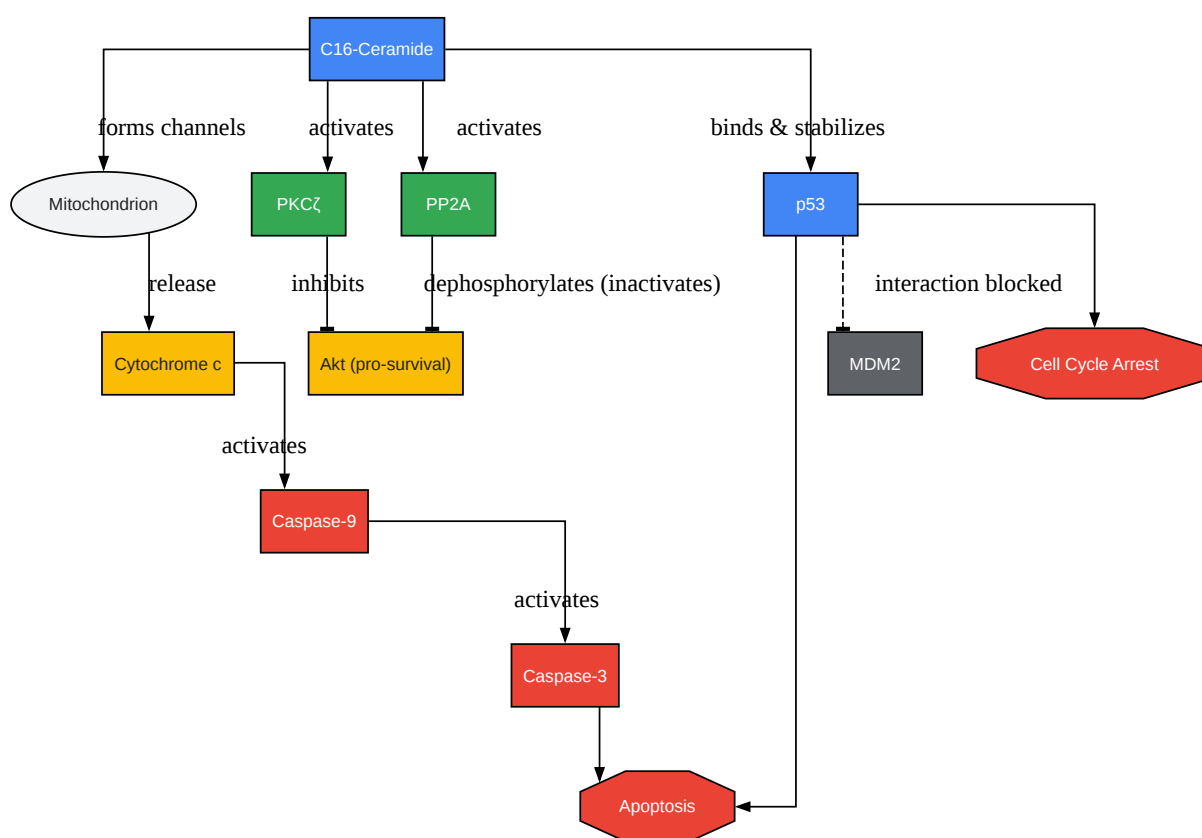 C16-Ceramide
forms channels
activates
activates
binds & stabilizes
Mitochondrion
PKCζ
PP2A
p53
release
inhibits
dephosphorylates (inactivates)
interaction blocked
Cytochrome c
Akt (pro-survival)
MDM2
Cell Cycle Arrest
activates
Caspase-9
activates
Caspase-3
Apoptosis